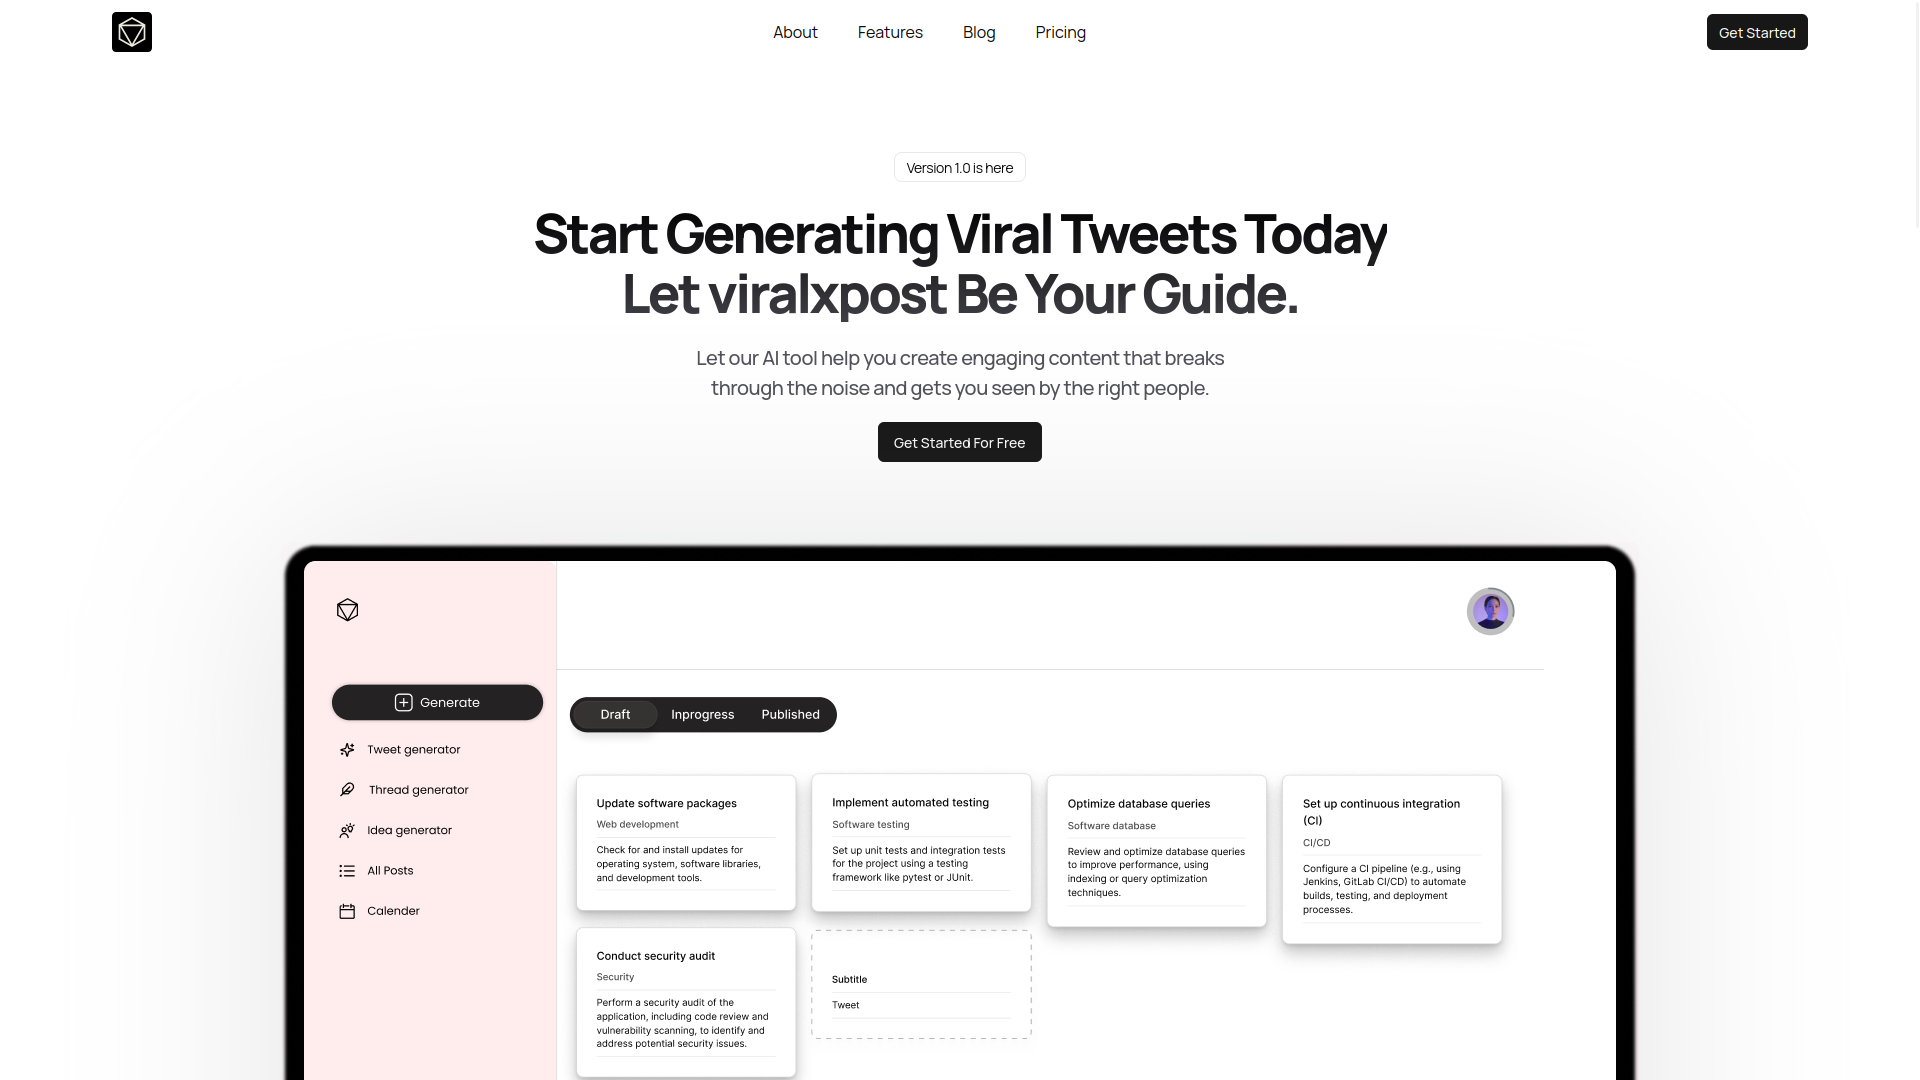 About
Features
Blog
Pricing
Get Started
Version 1.0 is here
Start Generating Viral Tweets Today
Let viralxpost Be Your Guide.
Let our AI tool help you create engaging content that breaks
through the noise and gets you seen by the right people.
Get Started For Free
Generate
Tweet generator
Thread generator
Idea generator
All Posts
Calender
Draft
Inprogress
Published
Update software packages
Web development
Check for and install updates for
operating system, software libraries,
and development tools.
Implement automated testing
Software testing
Set up unit tests and integration tests
for the project using a testing
framework like pytest or JUnit.
Optimize database queries
Software database
Review and optimize database queries
to improve performance, using
indexing or query optimization
techniques.
Set up continuous integration
(CI)
CI/CD
Configure a CI pipeline (e.g., using
Jenkins, GitLab CI/CD) to automate
builds, testing, and deployment
processes.
Conduct security audit
Security
Perform a security audit of the
application, including code review and
vulnerability scanning, to identify and
address potential security issues.
Subtitle
Tweet